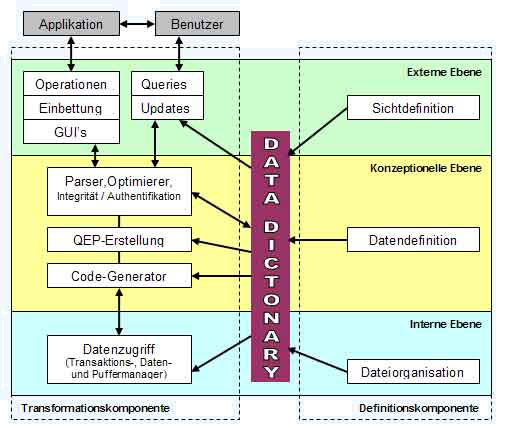 Applikation
Benutzer
Externe Ebene
Operationen
Einbettung
GUI's
Queries
Updates
Sichtdefinition
DATA DICTONARY
Konzeptionelle Ebene
Parser,Optimierer,
Integrität / Authentifikation
QEP-Erstellung
Code-Generator
Datendefinition
Interne Ebene
Datenzugriff
(Transaktions-, Daten-
und Puffermanager)
Dateiorganisation
Transformationskomponente
Definitionskomponente